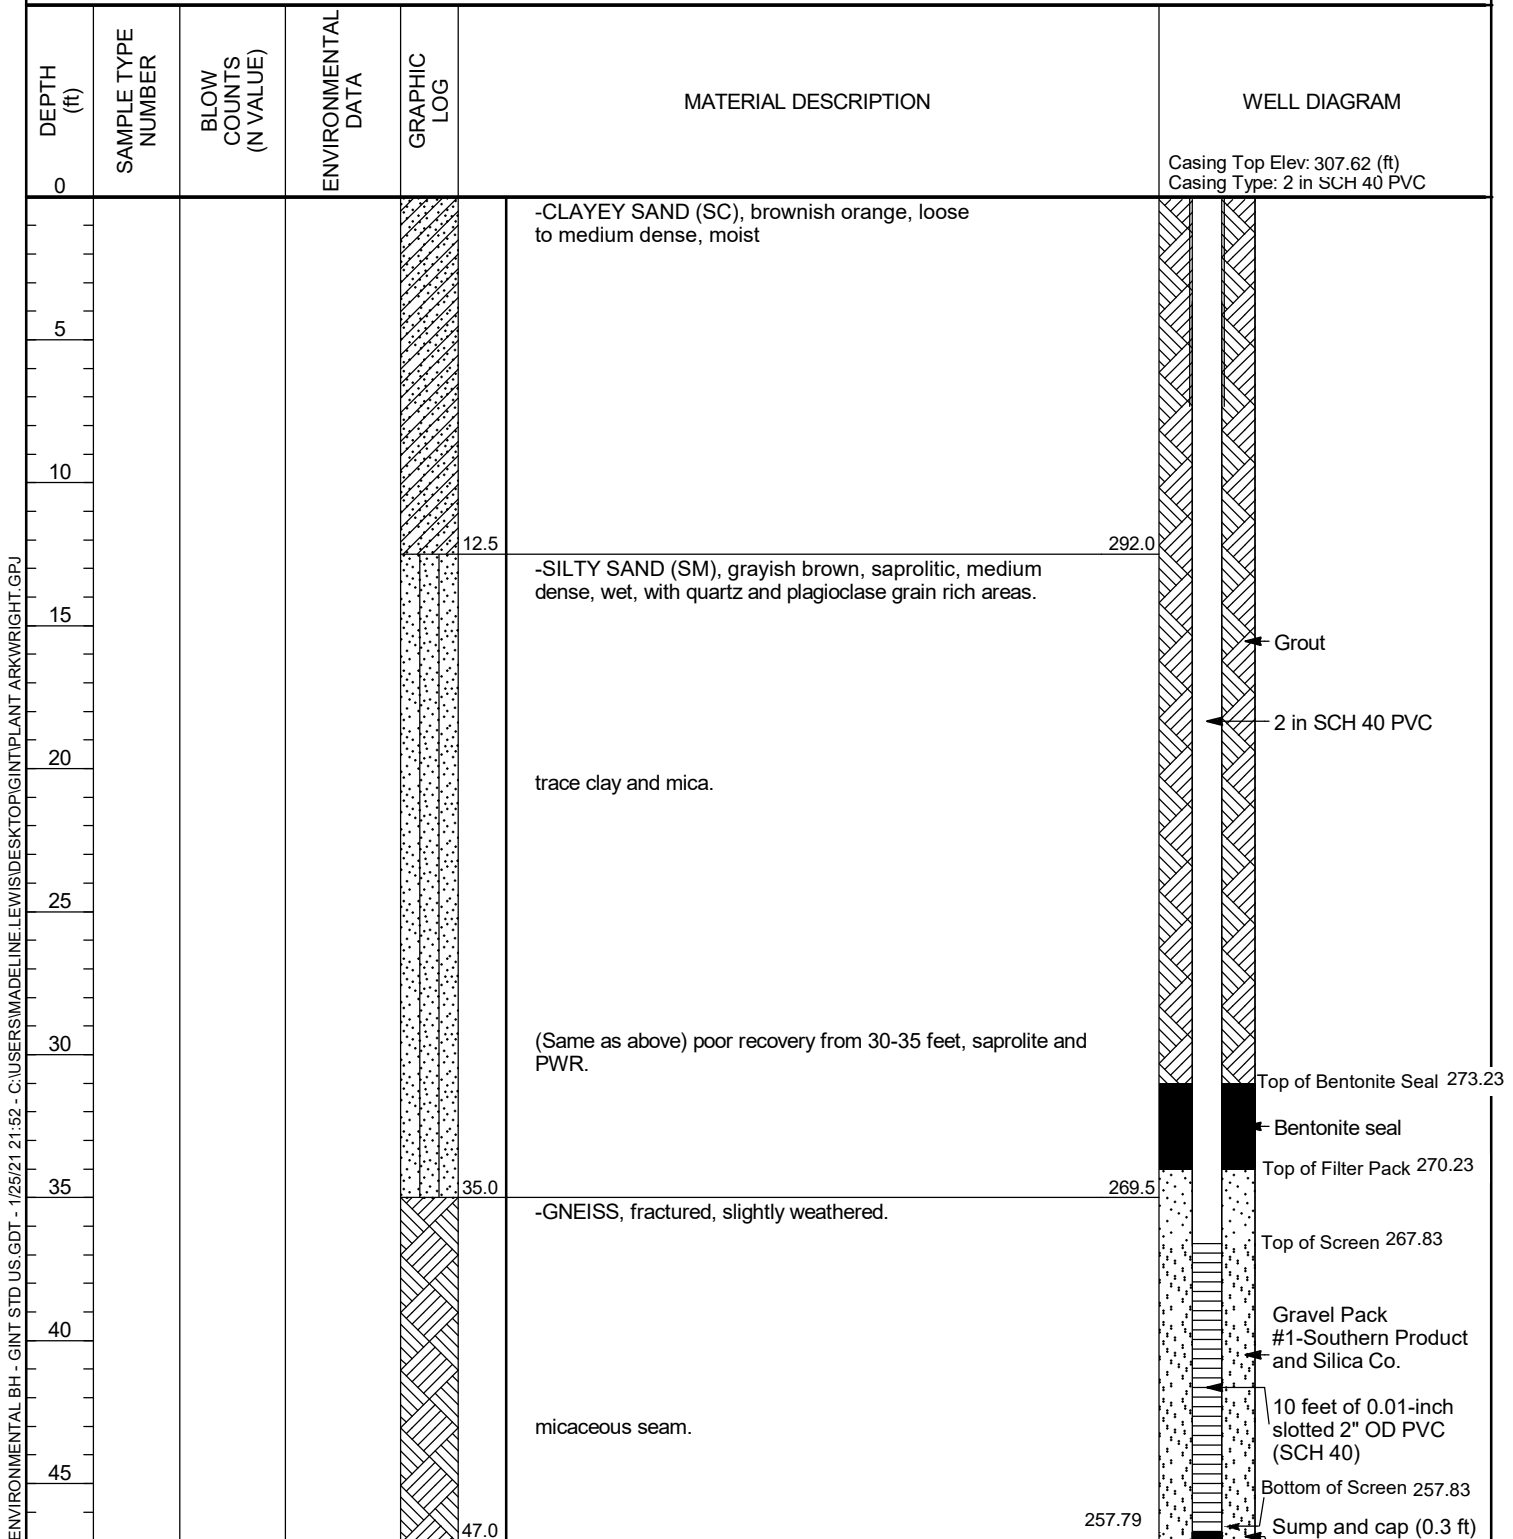 DEPTH
(ft)
0
SAMPLE TYPE
NUMBER
BLOW
COUNTS
(N VALUE)
ENVIRONMENTAL
DATA
GRAPHIC
LOG
MATERIAL DESCRIPTION
WELL DIAGRAM
Casing Top Elev: 307.62 (ft)
Casing Type: 2 in SCH 40 PVC
-CLAYEY SAND (SC), brownish orange, loose
to medium dense, moist
5
10
12.5
292.0
-SILTY SAND (SM), grayish brown, saprolitic, medium
dense, wet, with quartz and plagioclase grain rich areas.
15
Grout
2 in SCH 40 PVC
20
trace clay and mica.
25
30
(Same as above) poor recovery from 30-35 feet, saprolite and
PWR.
Top of Bentonite Seal 273.23
Bentonite seal
Top of Filter Pack 270.23
35
35.0
269.5
-GNEISS, fractured, slightly weathered.
Top of Screen 267.83
40
Gravel Pack
#1-Southern Product
and Silica Co.
10 feet of 0.01-inch
slotted 2" OD PVC
(SCH 40)
micaceous seam.
45
Bottom of Screen 257.83
47.0
257.79
Sump and cap (0.3 ft)
ENVIRONMENTAL BH - GINT STD US.GDT - 1/25/21 21:52 - C:\USERS\MADELINE.LEWIS\DESKTOP\GINT\PLANT ARKWRIGHT.GPJ